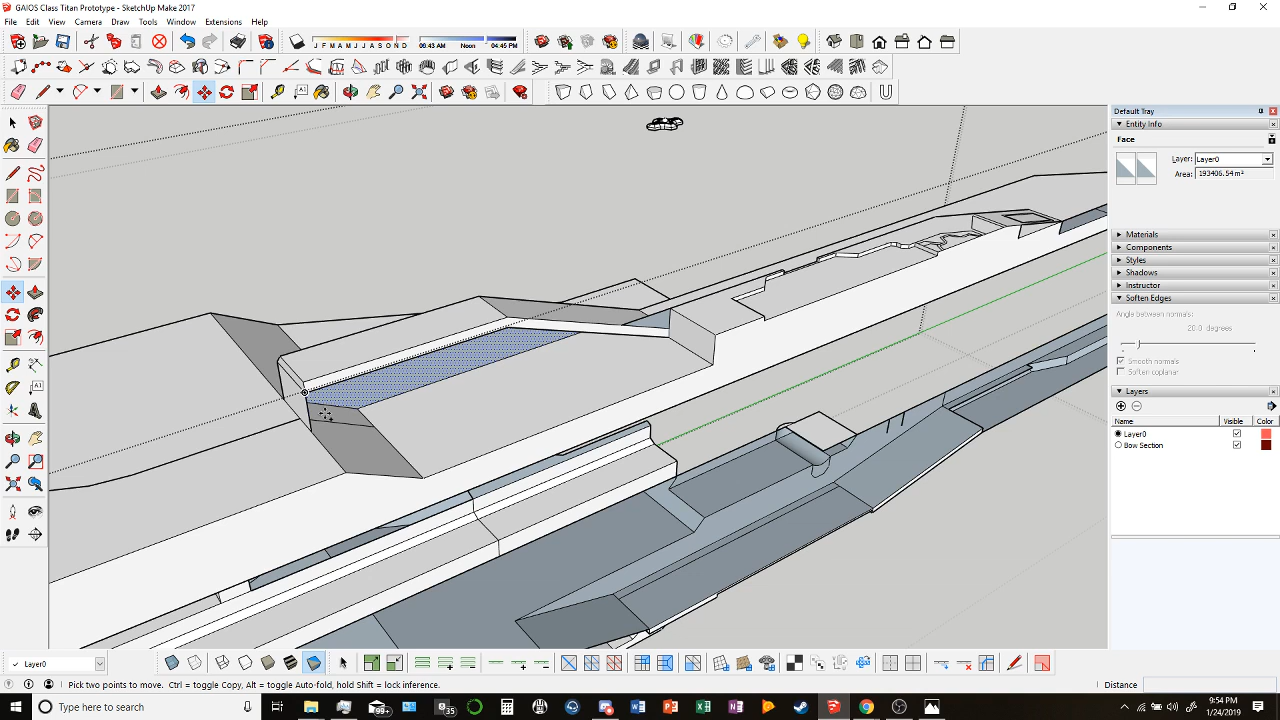 GAIOS Class Titan Prototype - SketchUp Make 2017
File Edit View Camera Draw Tools Window Extensions Help
J F M A M J J A S O N D 06:43 AM Noon 04:45 PM
Default Tray
Entity Info
Face
Layer: Layer0
Area: 193406.54 m²
Materials
Components
Styles
Shadows
Instructor
Soften Edges
Angle between normals:
20.0 degrees
Smooth normals
Soften coplanar
Layers
Name Visible Color
Layer0
Bow Section
Layer0
Pick two points to move. Ctrl = toggle Copy, Alt = toggle Auto-fold, hold Shift = lock inference.
Distance
Type here to search
99+
35
9:54 PM
1/24/2019